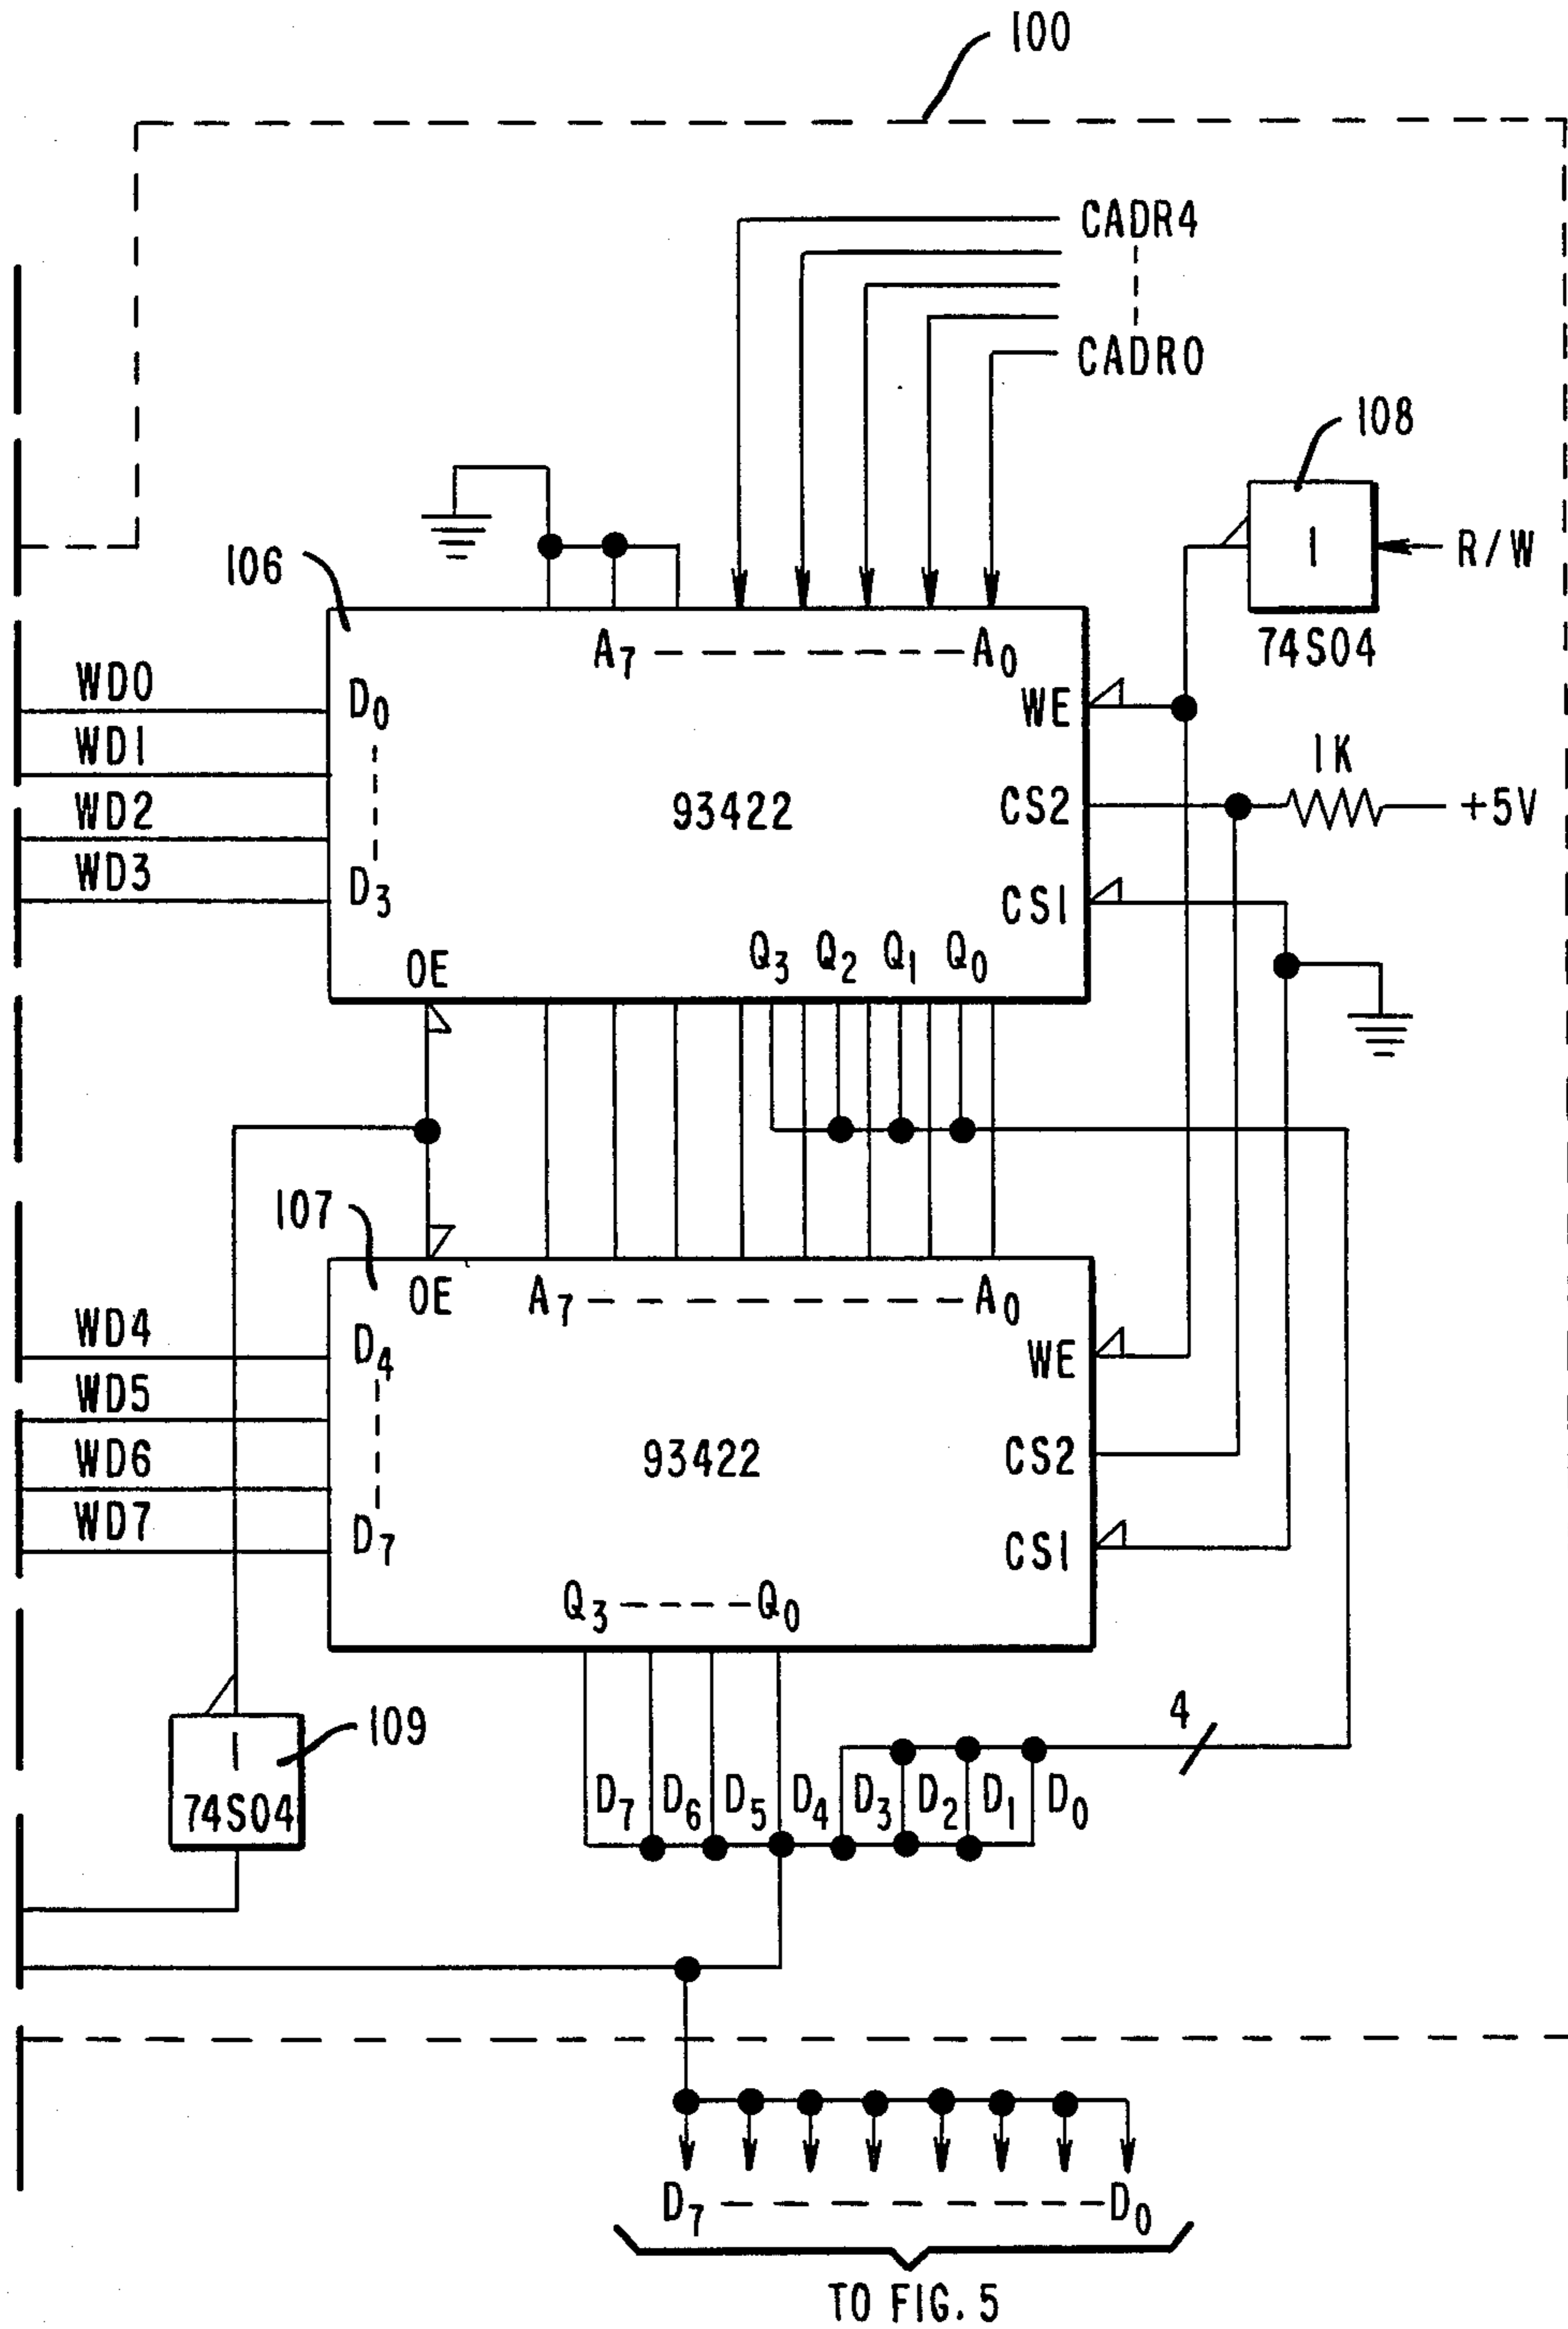 100
CADR4
CADR0
108
1
R/W
74S04
106
A7 A0
WD0
D0
WE
WD1
1K
WD2
93422
CS2
+5V
WD3
D3
CS1
OE
Q3 Q2 Q1 Q0
107
OE
A7 A0
WD4
D4
WE
WD5
WD6
93422
CS2
WD7
D7
CS1
Q3 Q0
1
109
74S04
4
D7 D6 D5 D4 D3 D2 D1 D0
D7 D0
TO FIG. 5